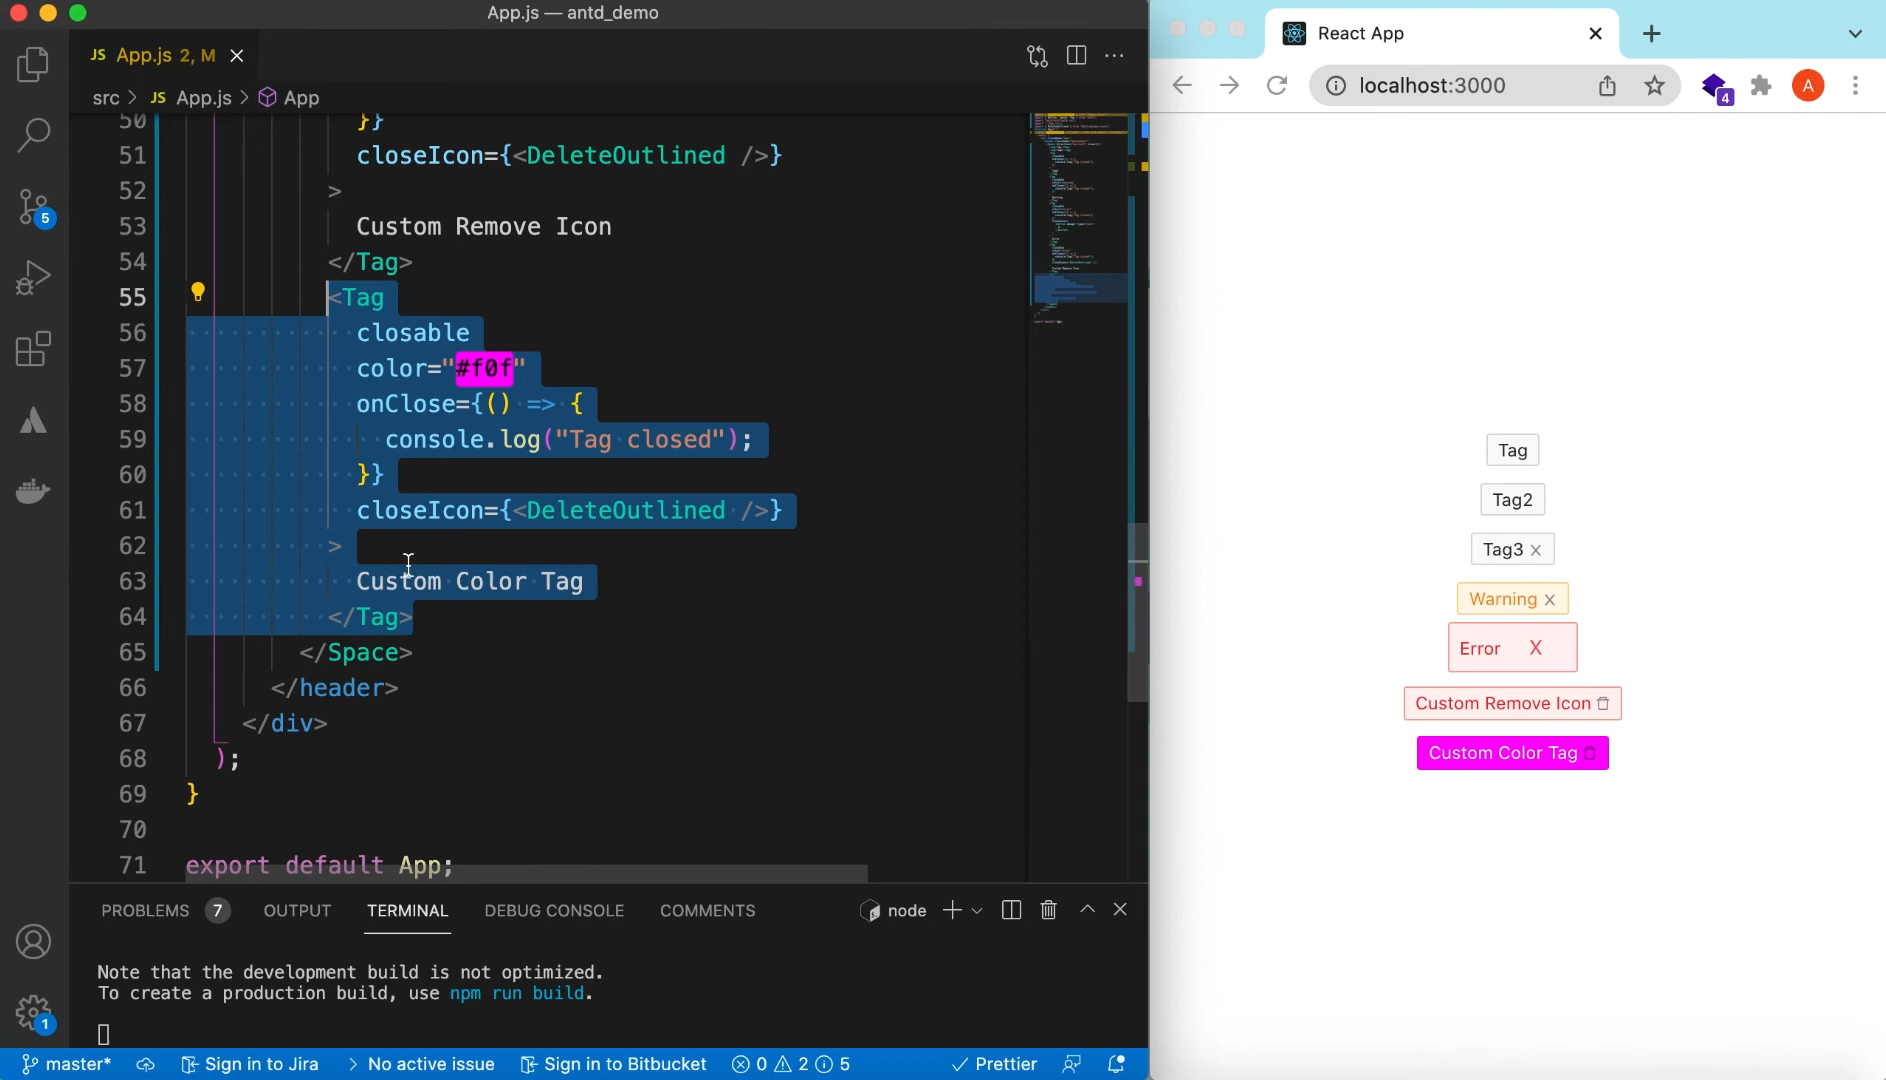 App.js — antd_demo
JS App.js 2, M
src > JS App.js > App
50 }}
51 closeIcon={<DeleteOutlined />}
52 >
53 Custom Remove Icon
54 </Tag>
55 <Tag
56 closable
57 color="#f0f"
58 onClose={() => {
59 console.log("Tag closed");
60 }}
61 closeIcon={<DeleteOutlined />}
62 >
63 Custom Color Tag
64 </Tag>
65 </Space>
66 </header>
67 </div>
68 );
69 }
70
71 export default App;
5
1
PROBLEMS 7 OUTPUT TERMINAL DEBUG CONSOLE COMMENTS node
Note that the development build is not optimized.
To create a production build, use npm run build.
master* Sign in to Jira No active issue Sign in to Bitbucket 0 2 5 Prettier
React App
localhost:3000 4 A
Tag
Tag2
Tag3
Warning
Error X
Custom Remove Icon
Custom Color Tag